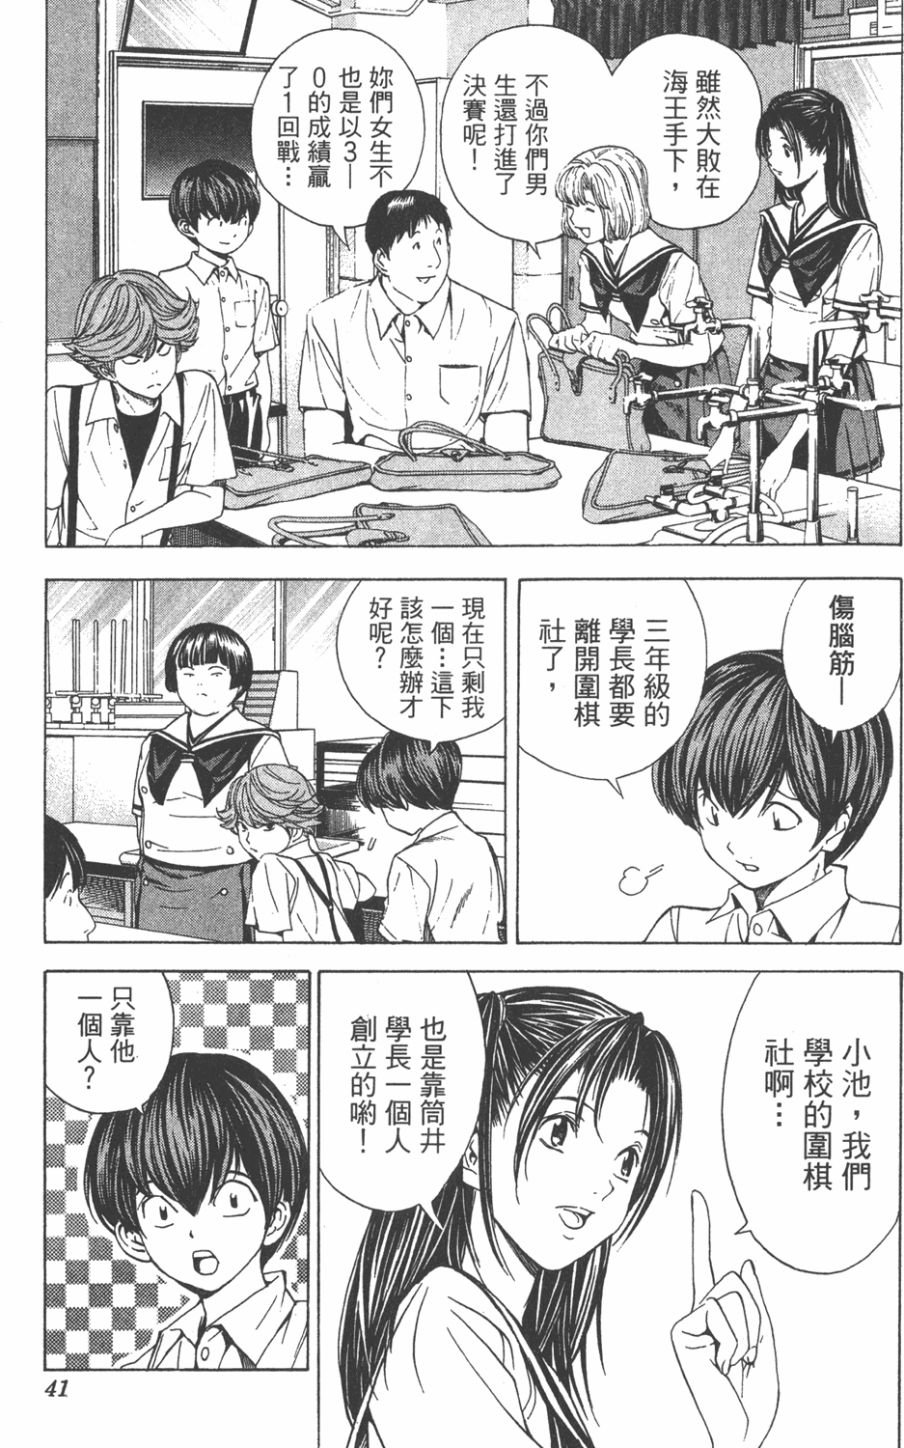 雖然大敗在
海王手下，
不過你們男
生還打進了
決賽呢！
妳們女生不
也是以3—
0的成績贏
了1回戰…
傷腦筋—
三年級的
學長都要
離開圍棋
社了，
現在只剩我
一個…這下
該怎麼辦才
好呢？
小池，我們
學校的圍棋
社啊…
也是靠筒井
學長一個人
創立的喲！
只靠他
一個人？
41